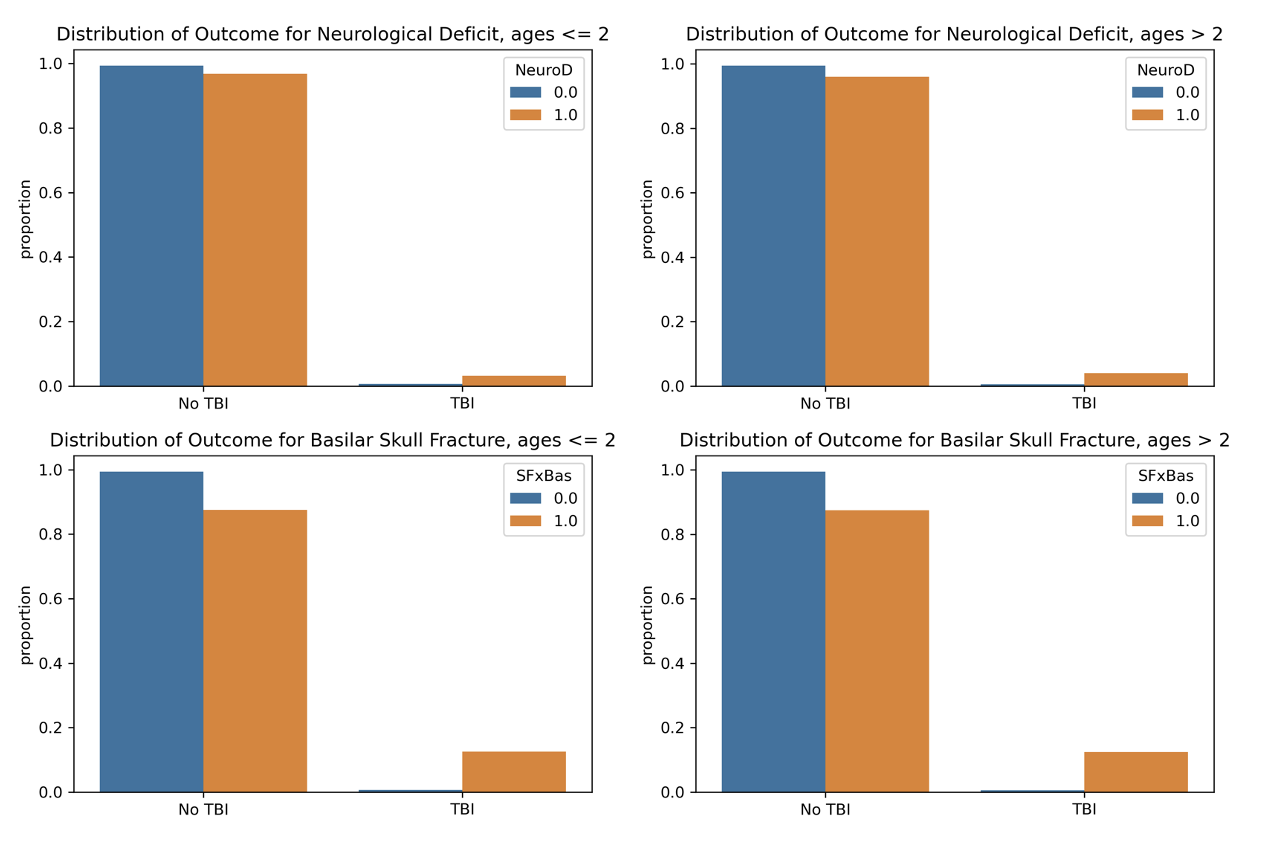 Distribution of Outcome for Neurological Deficit, ages <= 2
1.0
0.8
0.6
0.4
0.2
0.0
proportion
NeuroD
0.0
1.0
No TBI
TBI
Distribution of Outcome for Neurological Deficit, ages > 2
1.0
0.8
0.6
0.4
0.2
0.0
proportion
NeuroD
0.0
1.0
No TBI
TBI
Distribution of Outcome for Basilar Skull Fracture, ages <= 2
1.0
0.8
0.6
0.4
0.2
0.0
proportion
SFxBas
0.0
1.0
No TBI
TBI
Distribution of Outcome for Basilar Skull Fracture, ages > 2
1.0
0.8
0.6
0.4
0.2
0.0
proportion
SFxBas
0.0
1.0
No TBI
TBI